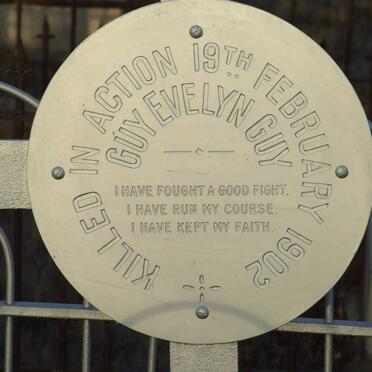 KILLED IN ACTION 19TH FEBRUARY 1902
GUY EVELYN GUY
I HAVE FOUGHT A GOOD FIGHT.
I HAVE RUN MY COURSE.
I HAVE KEPT MY FAITH.